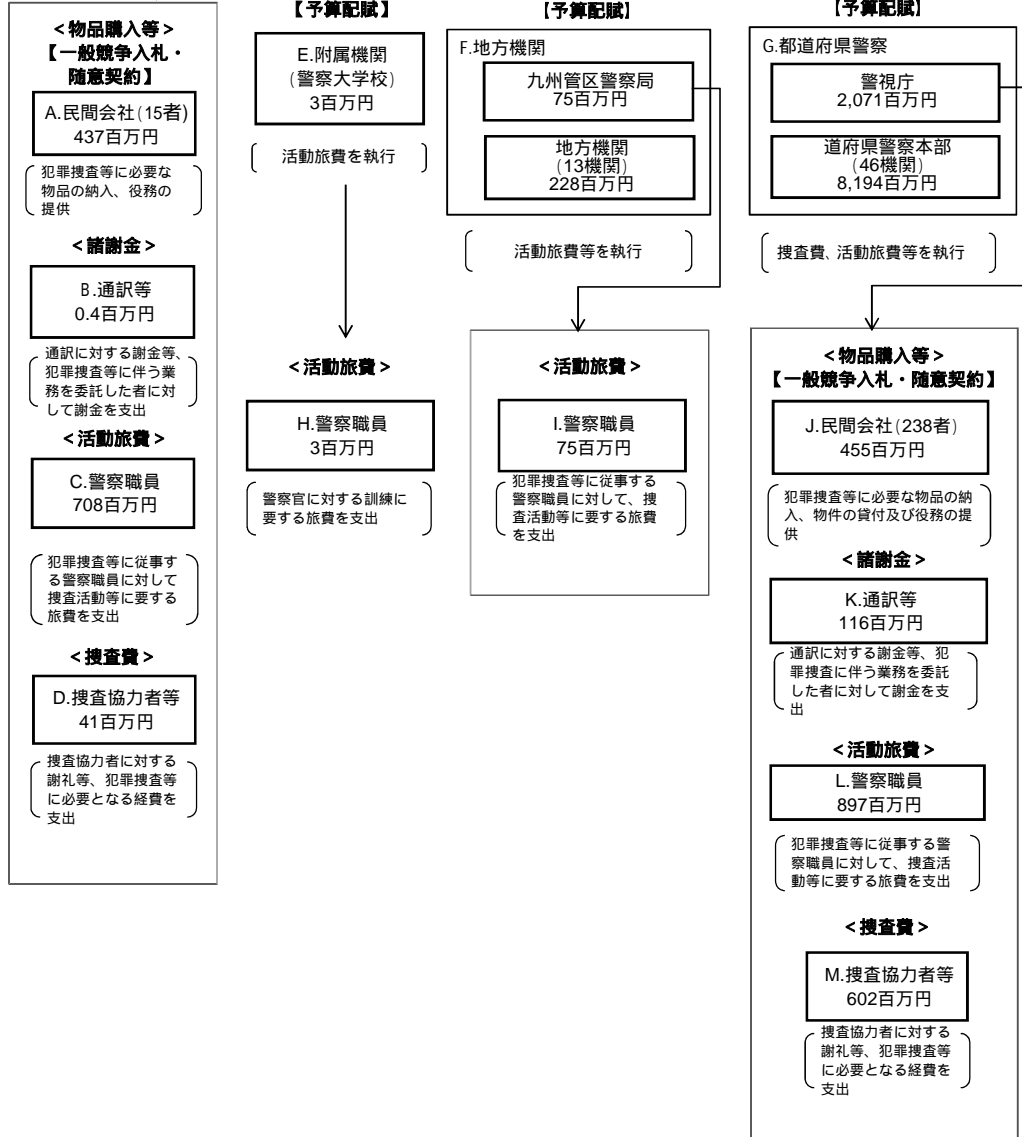 ＜物品購入等＞
【一般競争入札・
随意契約】
A.民間会社(15者)
437百万円
犯罪捜査等に必要な
物品の納入、役務の
提供
＜諸謝金＞
B.通訳等
0.4百万円
通訳に対する謝金等、
犯罪捜査等に伴う業
務を委託した者に対
して謝金を支出
＜活動旅費＞
C.警察職員
708百万円
犯罪捜査等に従事す
る警察職員に対して
捜査活動等に要する
旅費を支出
＜捜査費＞
D.捜査協力者等
41百万円
捜査協力者に対する
謝礼等、犯罪捜査等
に必要となる経費を
支出
【予算配賦】
E.附属機関
(警察大学校)
3百万円
活動旅費を執行
＜活動旅費＞
H.警察職員
3百万円
警察官に対する訓練に
要する旅費を支出
【予算配賦】
F.地方機関
九州管区警察局
75百万円
地方機関
(13機関)
228百万円
活動旅費等を執行
＜活動旅費＞
I.警察職員
75百万円
犯罪捜査等に従事する
警察職員に対して、捜
査活動等に要する旅費
を支出
【予算配賦】
G.都道府県警察
警視庁
2,071百万円
道府県警察本部
(46機関)
8,194百万円
捜査費、活動旅費等を執行
＜物品購入等＞
【一般競争入札・随意契約】
J.民間会社(238者)
455百万円
犯罪捜査等に必要な物品の納
入、物件の貸付及び役務の提
供
＜諸謝金＞
K.通訳等
116百万円
通訳に対する謝金等、犯
罪捜査に伴う業務を委託
した者に対して謝金を支
出
＜活動旅費＞
L.警察職員
897百万円
犯罪捜査等に従事する警
察職員に対して、捜査活
動等に要する旅費を支出
＜捜査費＞
M.捜査協力者等
602百万円
捜査協力者に対する
謝礼等、犯罪捜査等
に必要となる経費を
支出